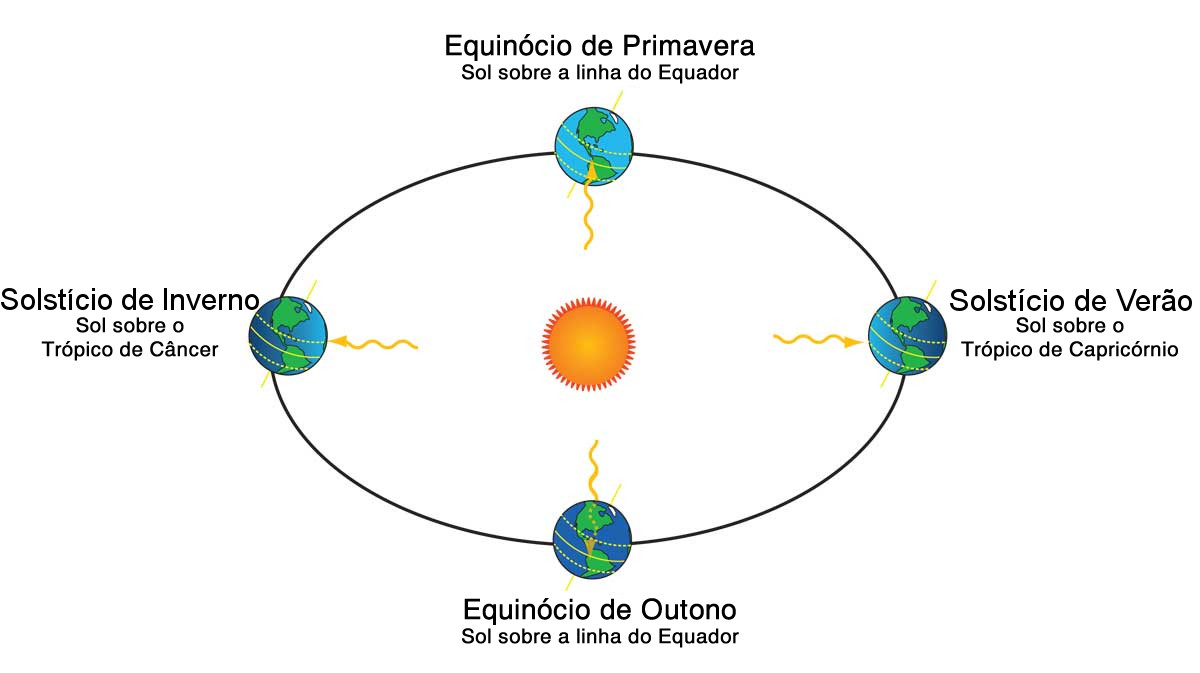 Equinócio de Primavera
Sol sobre a linha do Equador
Solstício de Inverno
Sol sobre o
Trópico de Câncer
Solstício de Verão
Sol sobre o
Trópico de Capricórnio
Equinócio de Outono
Sol sobre a linha do Equador